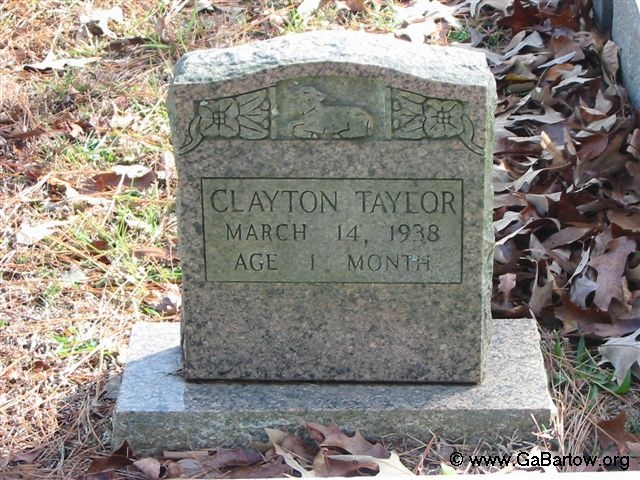 CLAYTON TAYLOR
MARCH 14, 1938
AGE 1 MONTH
©www.GaBartow.org